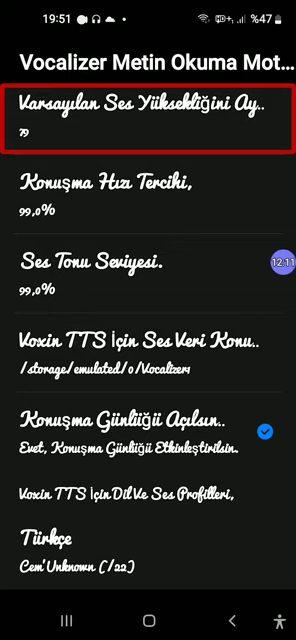 19:51
HD+ %47
Vocalizer Metin Okuma Mot...
Varsayılan Ses Yüksekliğini Ay..
79
Konuşma Hızı Tercihi,
99,0%
12:11
Ses Tonu Seviyesi.
99,0%
Voxin TTS İçin Ses Veri Konu..
/storage/emulated/0/Vocalizer1
Konuşma Günlüğü Açılsın..
Evet, Konuşma Günlüğü Etkinleştirilsin.
Voxin TTS İçin Dil Ve Ses Profilleri,
Türkçe
Cem'Unknown (/22)